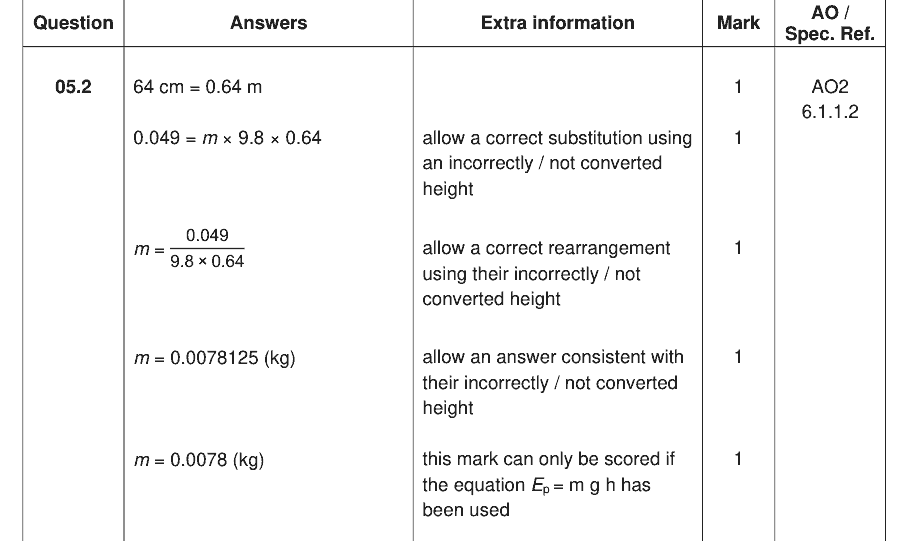 Question Answers Extra information Mark AO / Spec. Ref.
05.2 64 cm = 0.64 m 1 AO2
6.1.1.2
0.049 = m × 9.8 × 0.64 allow a correct substitution using 1
an incorrectly / not converted
height
m = 0.049 / 9.8 × 0.64 allow a correct rearrangement 1
using their incorrectly / not
converted height
m = 0.0078125 (kg) allow an answer consistent with 1
their incorrectly / not converted
height
m = 0.0078 (kg) this mark can only be scored if 1
the equation Ep = m g h has
been used